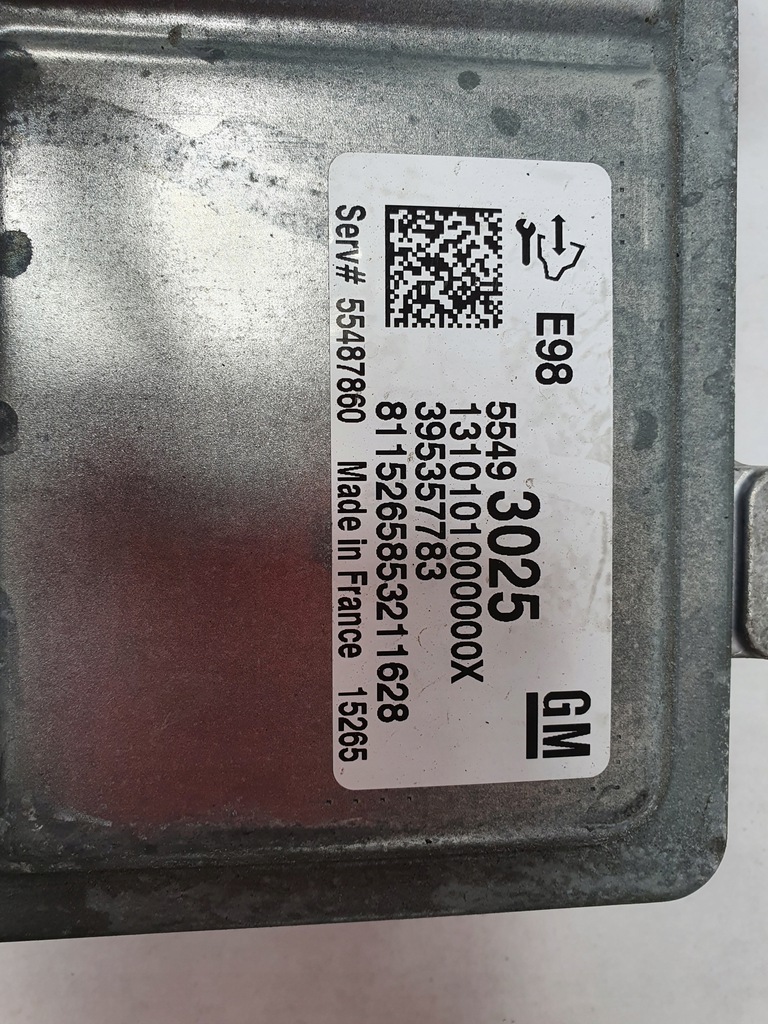 E98
GM
5549 3025
1310101000000X
395357783
8115265853211628
Serv# 55487860 Made in France 15265